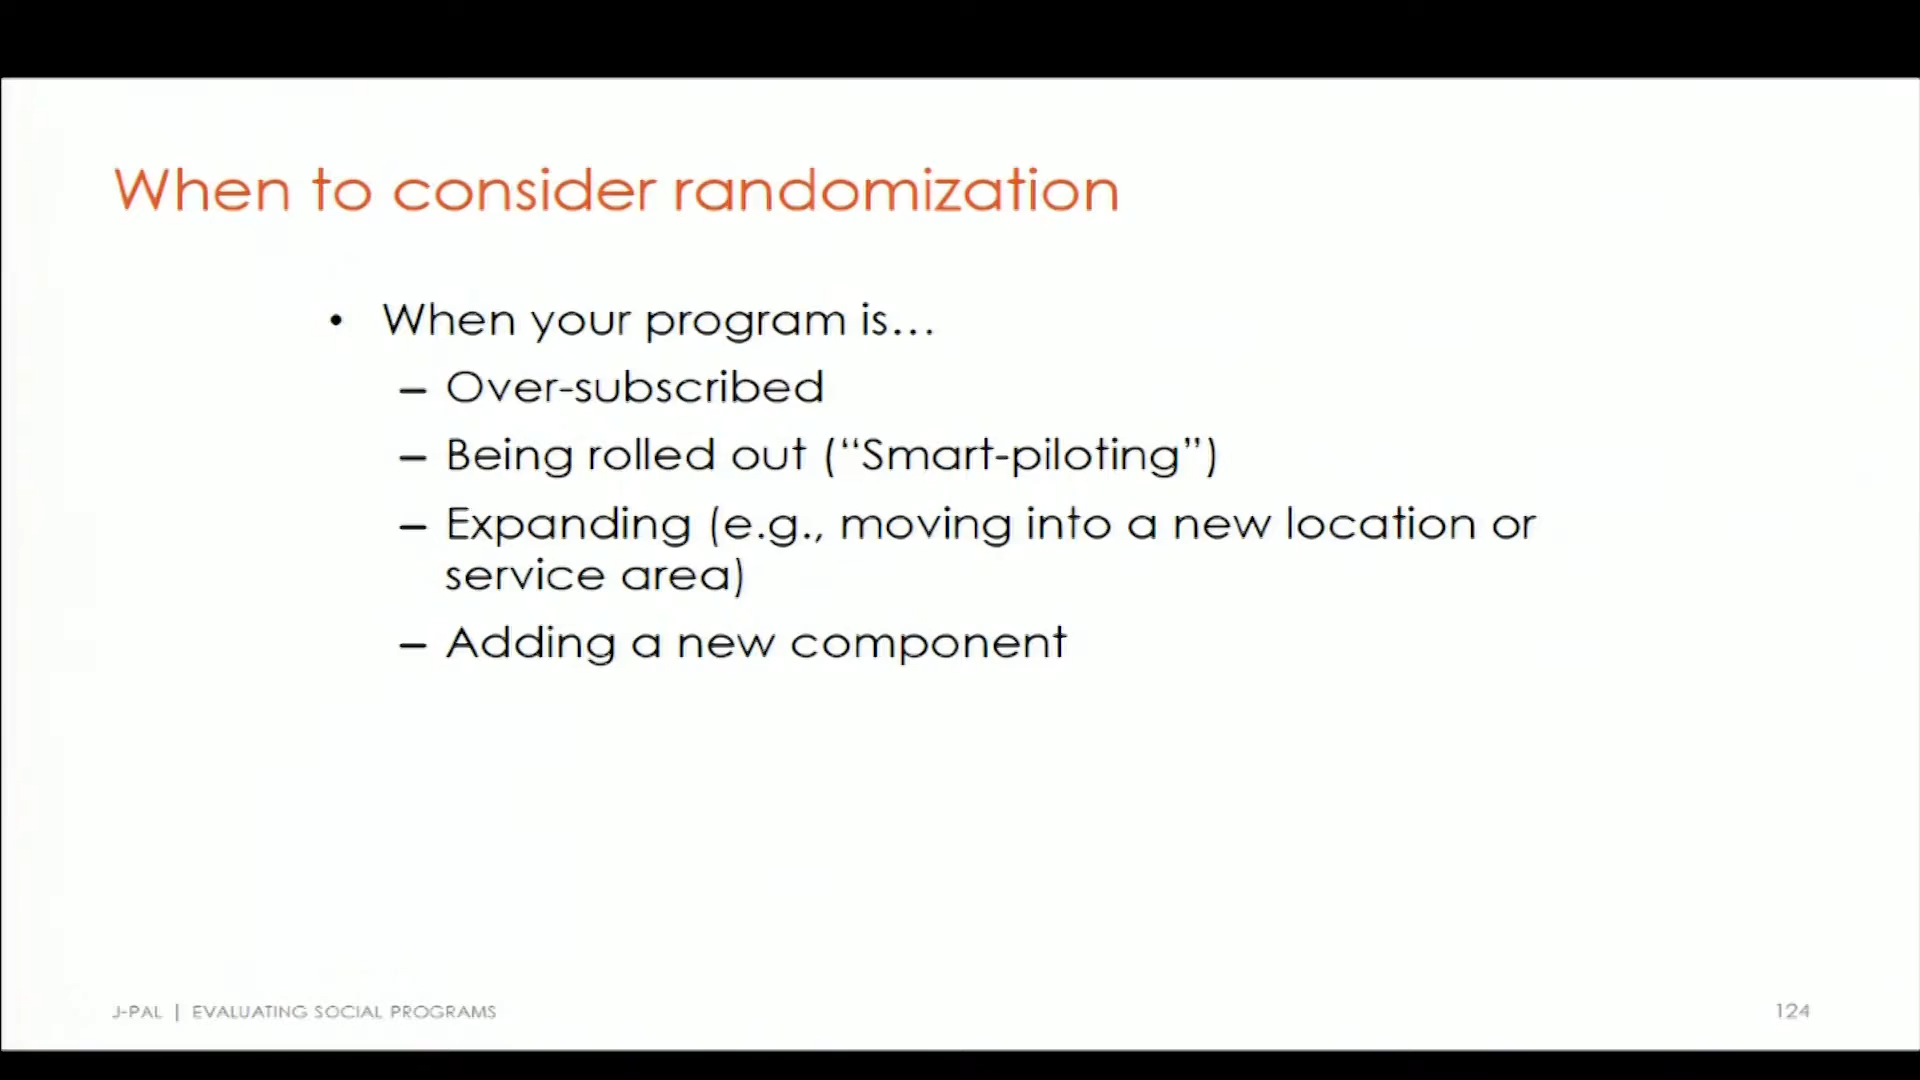 When to consider randomization
• When your program is…
– Over-subscribed
– Being rolled out (“Smart-piloting”)
– Expanding (e.g., moving into a new location or
service area)
– Adding a new component
J-PAL | EVALUATING SOCIAL PROGRAMS
124